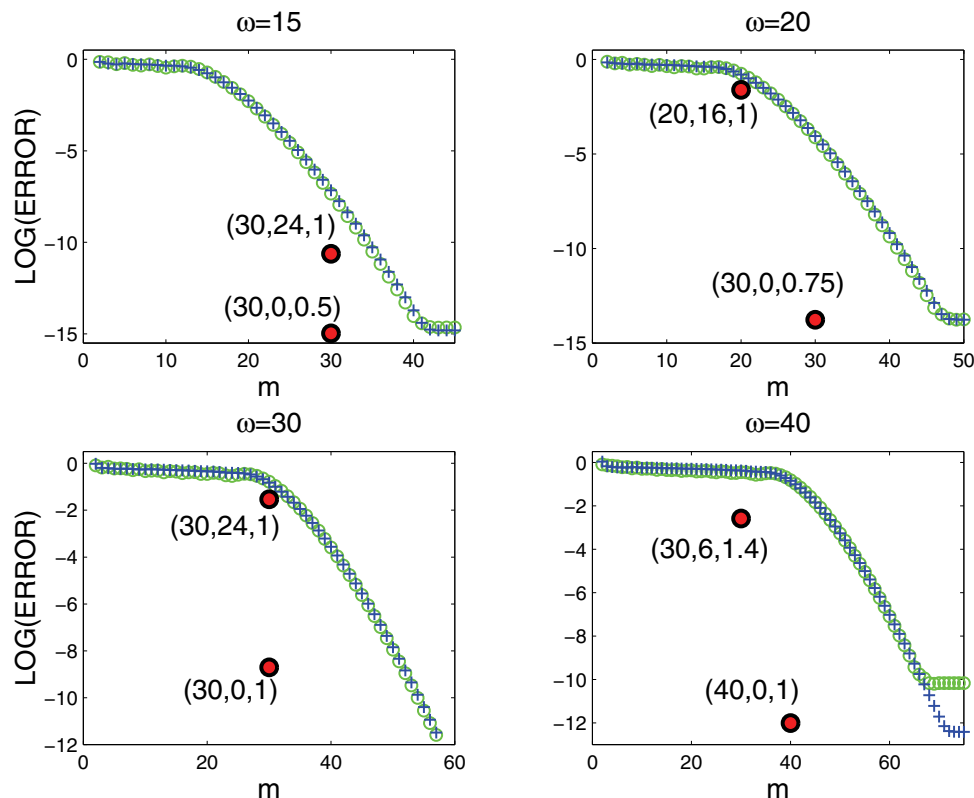 ω=15
0
−5
−10
−15
LOG(ERROR)
(30,24,1)
(30,0,0.5)
0 10 20 30 40
m
ω=20
0
−5
−10
−15
(20,16,1)
(30,0,0.75)
0 10 20 30 40 50
m
ω=30
0
−2
−4
−6
−8
−10
−12
LOG(ERROR)
(30,24,1)
(30,0,1)
0 20 40 60
m
ω=40
0
−2
−4
−6
−8
−10
−12
(30,6,1.4)
(40,0,1)
0 20 40 60
m